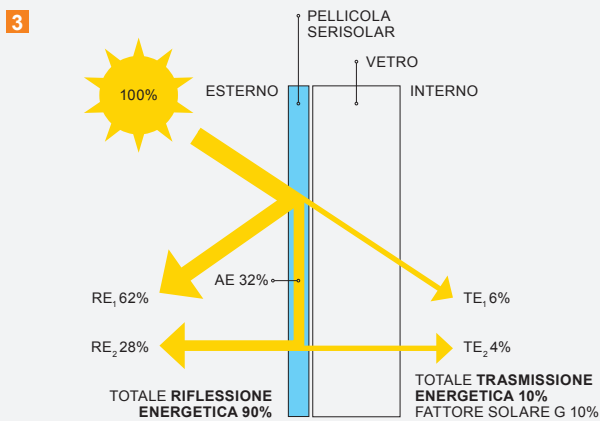 3
PELLICOLA
SERISOLAR
VETRO
100%
ESTERNO
INTERNO
AE 32%
RE₁ 62%
TE₁ 6%
RE₂ 28%
TE₂ 4%
TOTALE RIFLESSIONE
ENERGETICA 90%
TOTALE TRASMISSIONE
ENERGETICA 10%
FATTORE SOLARE G 10%